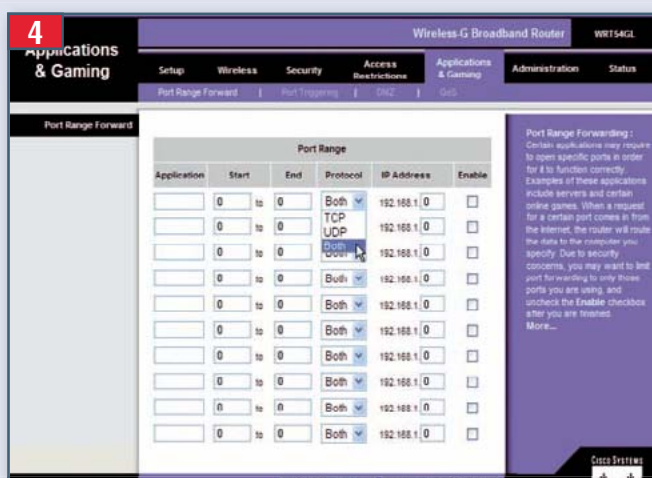 4
Applications
& Gaming
Wireless-G Broadband Router WRT54GL
Setup Wireless Security Access Restrictions Applications & Gaming Administration Status
Port Range Forward | Port Triggering | DMZ | QoS
Port Range Forward
Port Range
Application Start End Protocol IP Address Enable
0 to 0 Both 192.168.1. 0
TCP
0 to 0 192.168.1. 0
UDP
Both
0 to 0 Both 192.168.1. 0
0 to 0 Both 192.168.1. 0
0 to 0 Both 192.168.1. 0
0 to 0 Both 192.168.1. 0
0 to 0 Both 192.168.1. 0
0 to 0 Both 192.168.1. 0
0 to 0 Both 192.168.1. 0
0 to 0 Both 192.168.1. 0
Port Range Forwarding :
Certain applications may require
to open specific ports in order
for it to function correctly.
Examples of these applications
include servers and certain
online games. When a request
for a certain port comes in from
the Internet, the router will route
the data to the computer you
specify. Due to security
concerns, you may want to limit
port forwarding to only those
ports you are using, and
uncheck the Enable checkbox
after you are finished.
More...
CISCO SYSTEMS